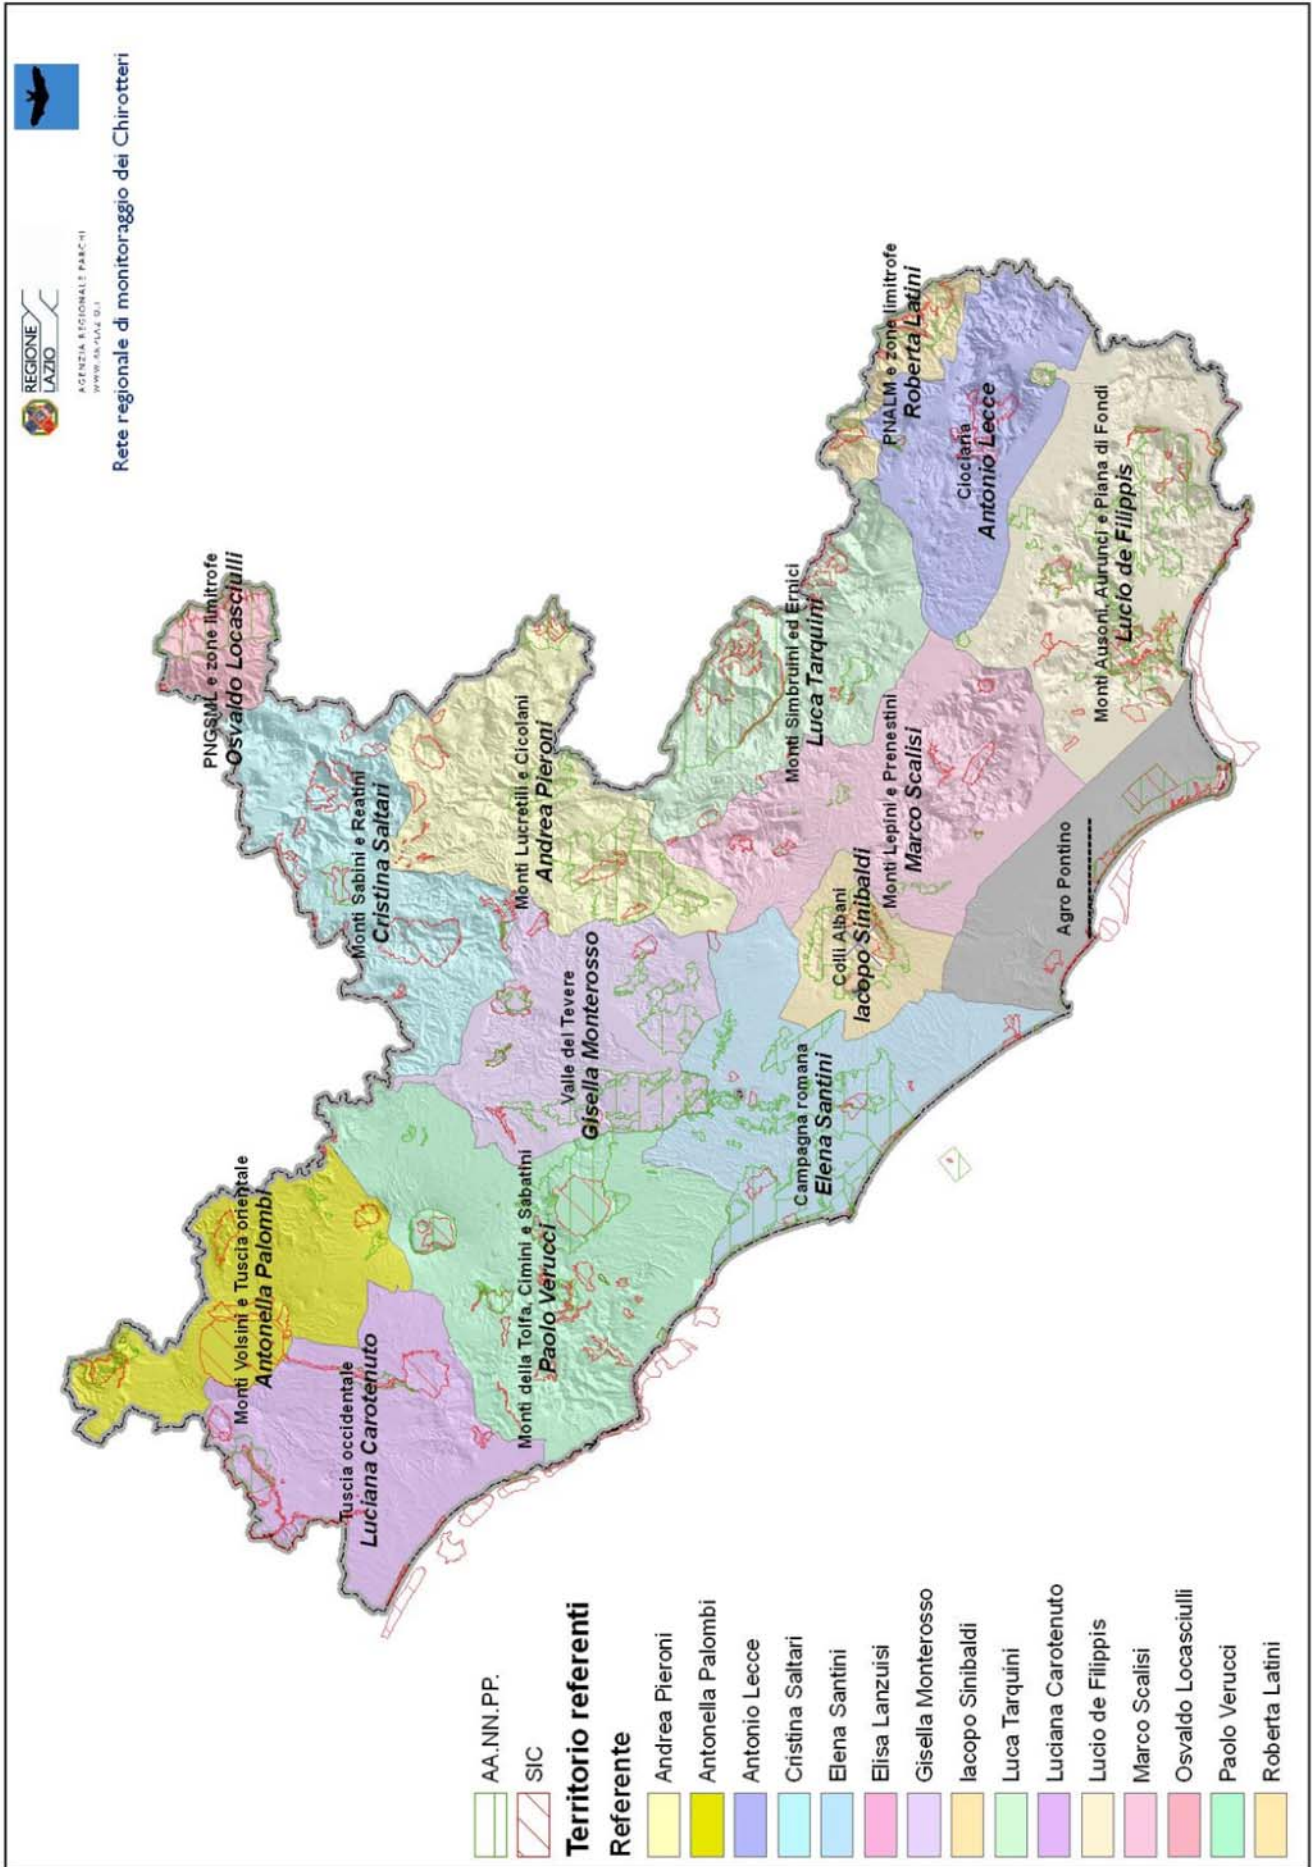 REGIONE
LAZIO
AGENZIA REGIONALE PARCHI
Rete regionale di monitoraggio dei Chirotteri
PNGSML e zone limitrofe
Osvaldo Locasciulli
Monti Sabini e Reatini
Cristina Saltari
Monti Lucretili e Cicolani
Andrea Pieroni
Monti Volsini e Tuscia orientale
Antonella Palombi
Tuscia occidentale
Luciana Carotenuto
Monti della Tolfa, Cimini e Sabatini
Paolo Verucci
Valle del Tevere
Gisella Monterosso
Campagna romana
Elena Santini
Colli Albani
Iacopo Sinibaldi
Monti Simbruini ed Ernici
Luca Tarquini
Monti Lepini e Prenestini
Marco Scalisi
PNALM e zone limitrofe
Roberta Latini
Ciociaria
Antonio Lecce
Monti Ausoni, Aurunci e Piana di Fondi
Lucio de Filippis
Agro Pontino
AA.NN.PP.
SIC
Territorio referenti
Referente
Andrea Pieroni
Antonella Palombi
Antonio Lecce
Cristina Saltari
Elena Santini
Elisa Lanzuisi
Gisella Monterosso
Iacopo Sinibaldi
Luca Tarquini
Luciana Carotenuto
Lucio de Filippis
Marco Scalisi
Osvaldo Locasciulli
Paolo Verucci
Roberta Latini